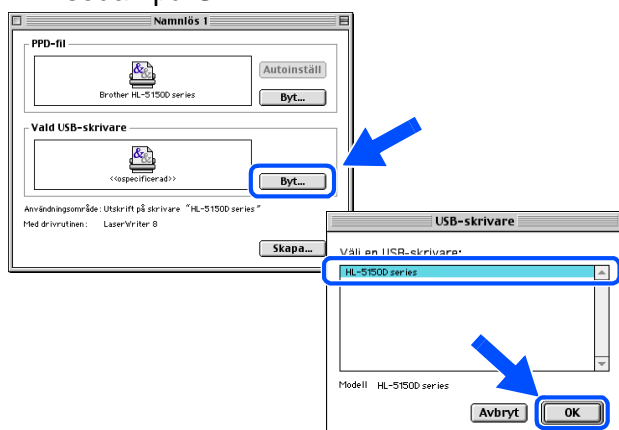 Namnlös 1
PPD-fil
Brother HL-5150D series
Autoinställ
Byt...
Vald USB-skrivare
<<ospecificerad>>
Byt...
Användningsområde: Utskrift på skrivare "HL-5150D series"
Med drivrutinen: LaserWriter 8
Skapa...
USB-skrivare
Välj en USB-skrivare:
HL-5150D series
Modell HL-5150D series
Avbryt
OK